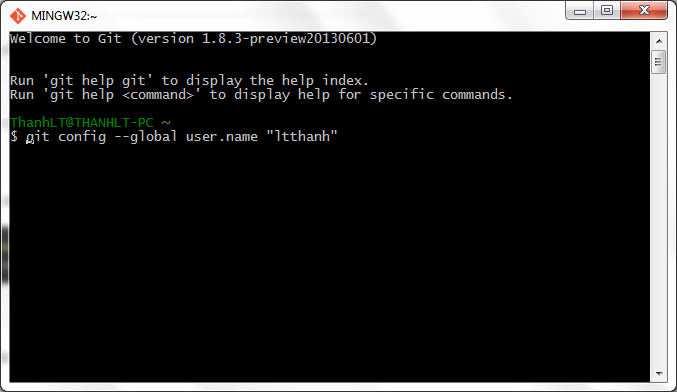 MINGW32:~
Welcome to Git (version 1.8.3-preview20130601)
Run 'git help git' to display the help index.
Run 'git help <command>' to display help for specific commands.
ThanhLT@THANHLT-PC ~
$ git config --global user.name "ltthanh"